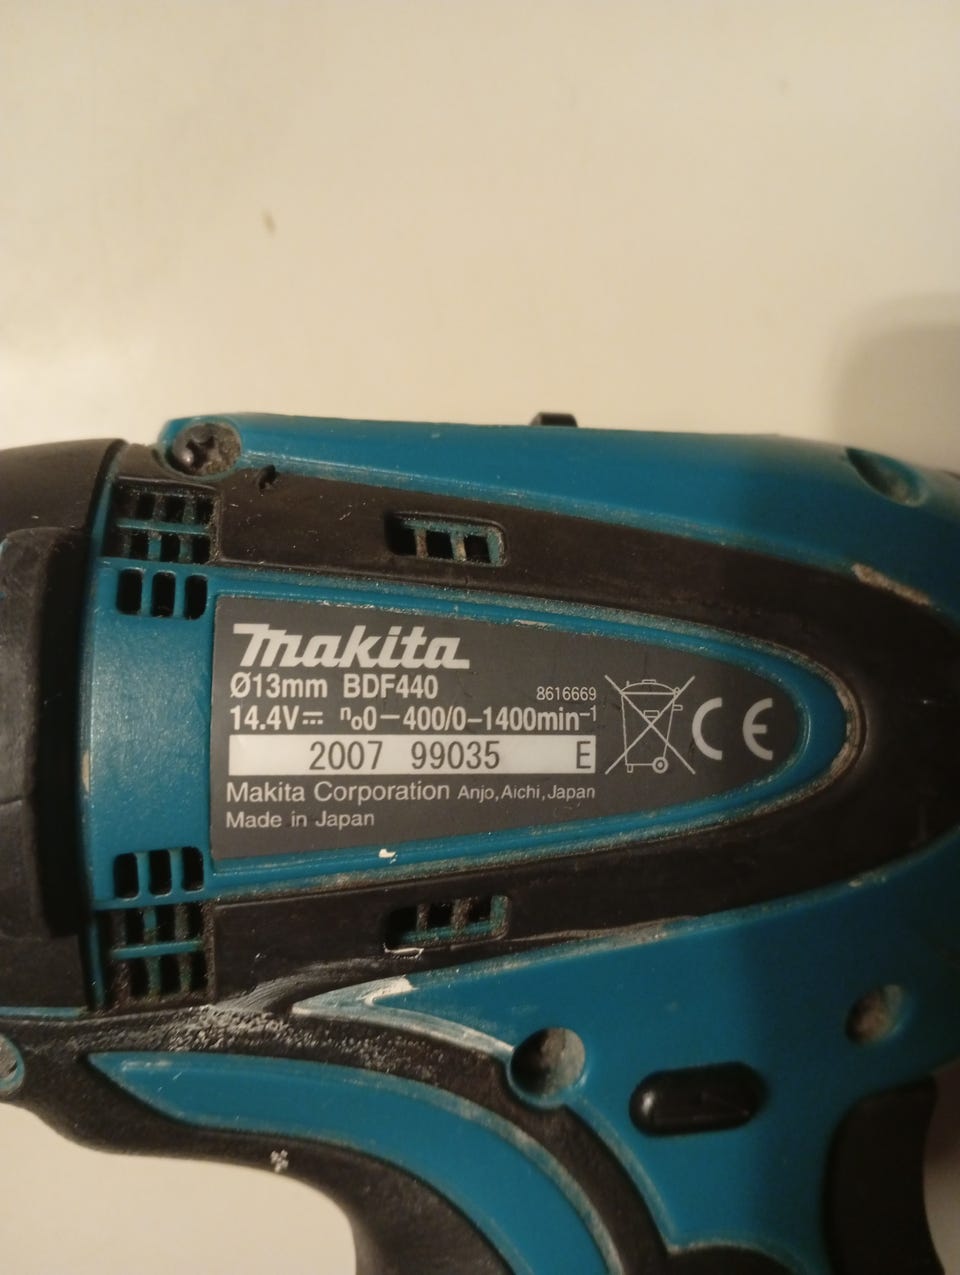 makita
Ø13mm BDF440
8616669
14.4V⎓ n₀0－400/0－1400min⁻¹
2007 99035 E
Makita Corporation Anjo,Aichi,Japan
Made in Japan
CE